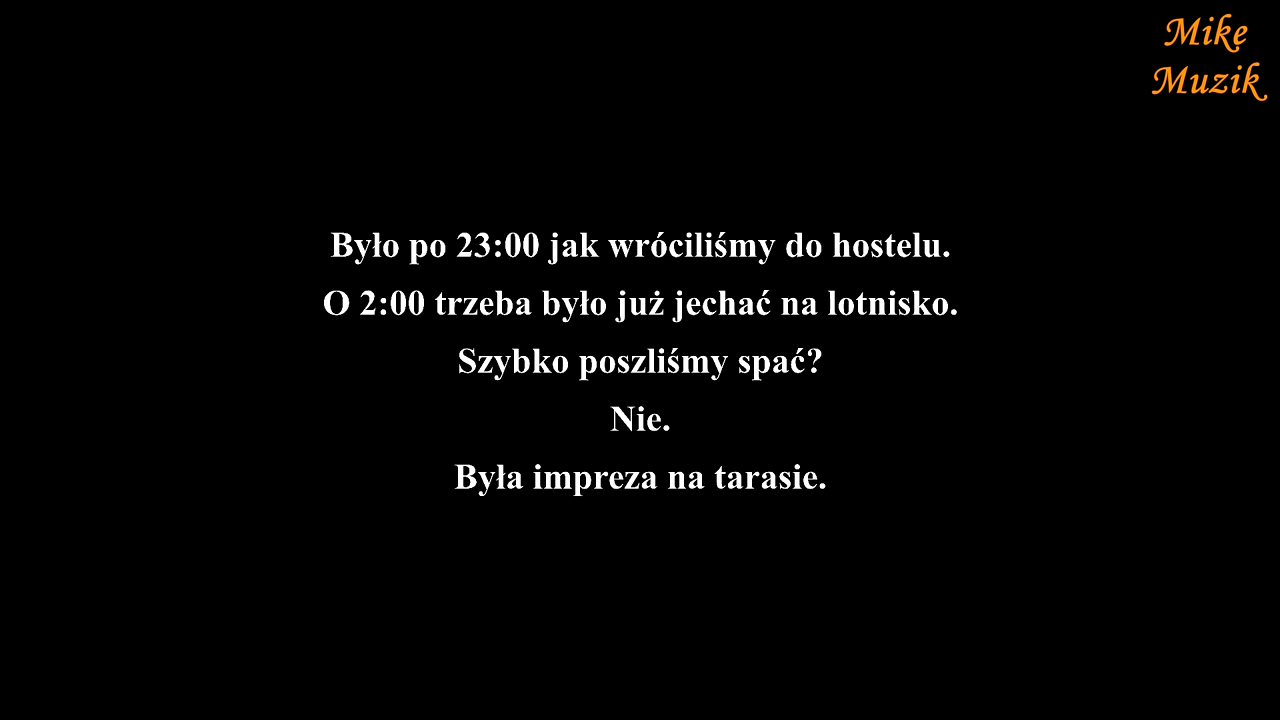 Mike
Muzik
Było po 23:00 jak wróciliśmy do hostelu.
O 2:00 trzeba było już jechać na lotnisko.
Szybko poszliśmy spać?
Nie.
Była impreza na tarasie.